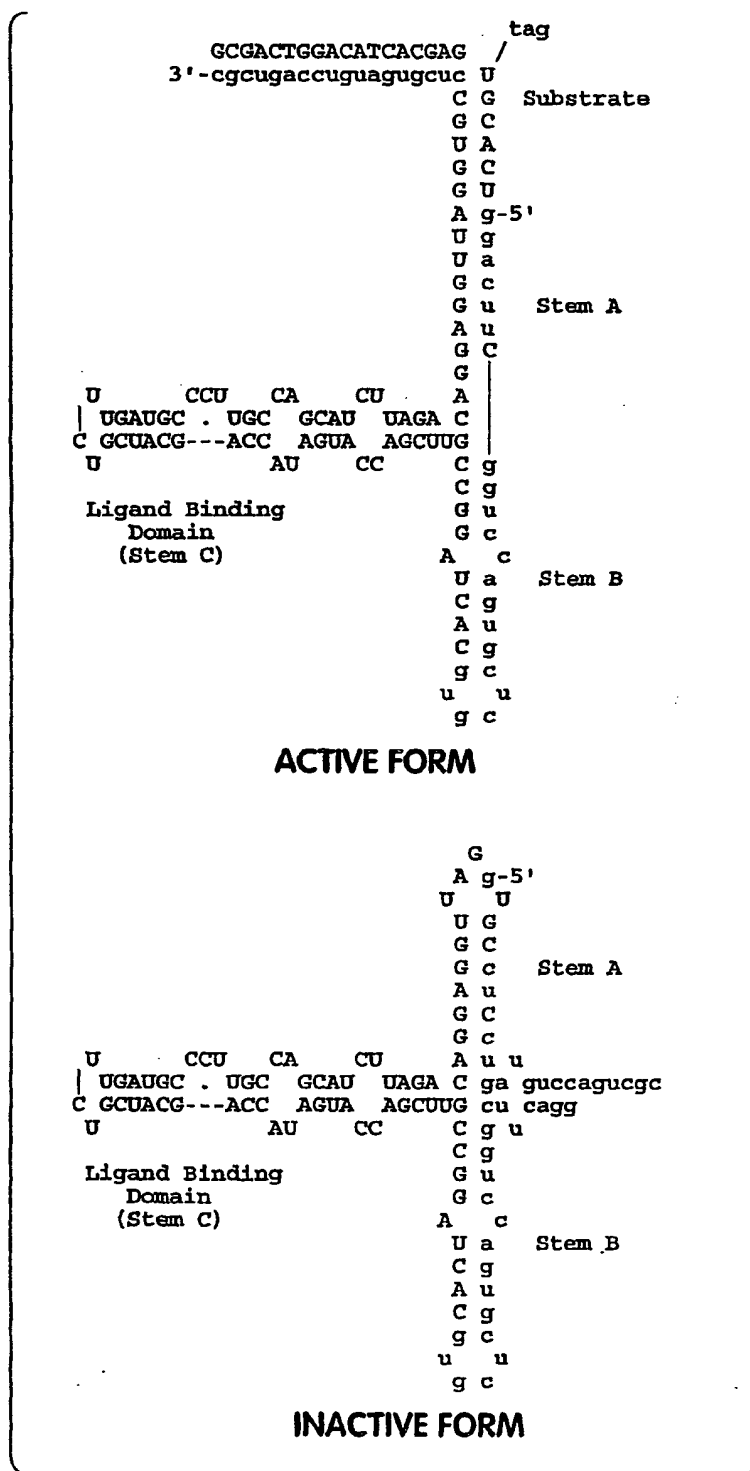 tag
GCGACTGGACATCACGAG /
3'-cgcugaccuguagugcuc U
C G Substrate
G C
U A
G C
G U
A g-5'
U g
U a
G c
G u Stem A
A u
G C
G
U CCU CA CU A
| UGAUGC . UGC GCAU UAGA C
C GCUACG---ACC AGUA AGCUUG
U AU CC C g
C g
Ligand Binding G u
Domain G c
(Stem C) A c
U a Stem B
C g
A u
C g
g c
u u
g c
ACTIVE FORM
G
A g-5'
U U
U G
G C
G c Stem A
A u
G C
G c
U CCU CA CU A u u
| UGAUGC . UGC GCAU UAGA C ga guccagucgc
C GCUACG---ACC AGUA AGCUUG cu cagg
U AU CC C g u
C g
Ligand Binding G u
Domain G c
(Stem C) A c
U a Stem B
C g
A u
C g
g c
u u
g c
INACTIVE FORM